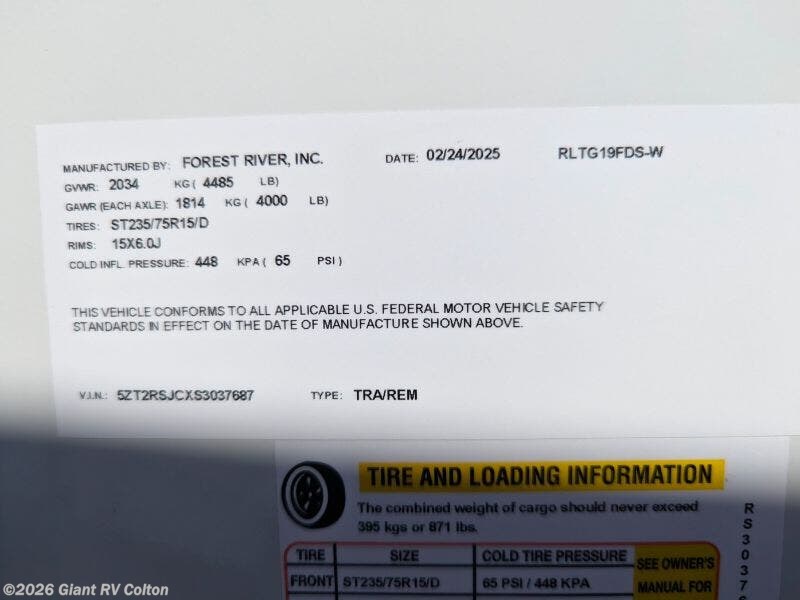 MANUFACTURED BY: FOREST RIVER, INC. DATE: 02/24/2025 RLTG19FDS-W
GVWR: 2034 KG ( 4485 LB)
GAWR (EACH AXLE): 1814 KG ( 4000 LB)
TIRES: ST235/75R15/D
RIMS: 15X6.0J
COLD INFL. PRESSURE: 448 KPA ( 65 PSI )
THIS VEHICLE CONFORMS TO ALL APPLICABLE U.S. FEDERAL MOTOR VEHICLE SAFETY
STANDARDS IN EFFECT ON THE DATE OF MANUFACTURE SHOWN ABOVE.
V.I.N.: 5ZT2RSJCXS3037687 TYPE: TRA/REM
TIRE AND LOADING INFORMATION
The combined weight of cargo should never exceed
395 kgs or 871 lbs.
TIRE SIZE COLD TIRE PRESSURE SEE OWNER'S
FRONT ST235/75R15/D 65 PSI / 448 KPA MANUAL FOR
RS3037
©2026 Giant RV Colton